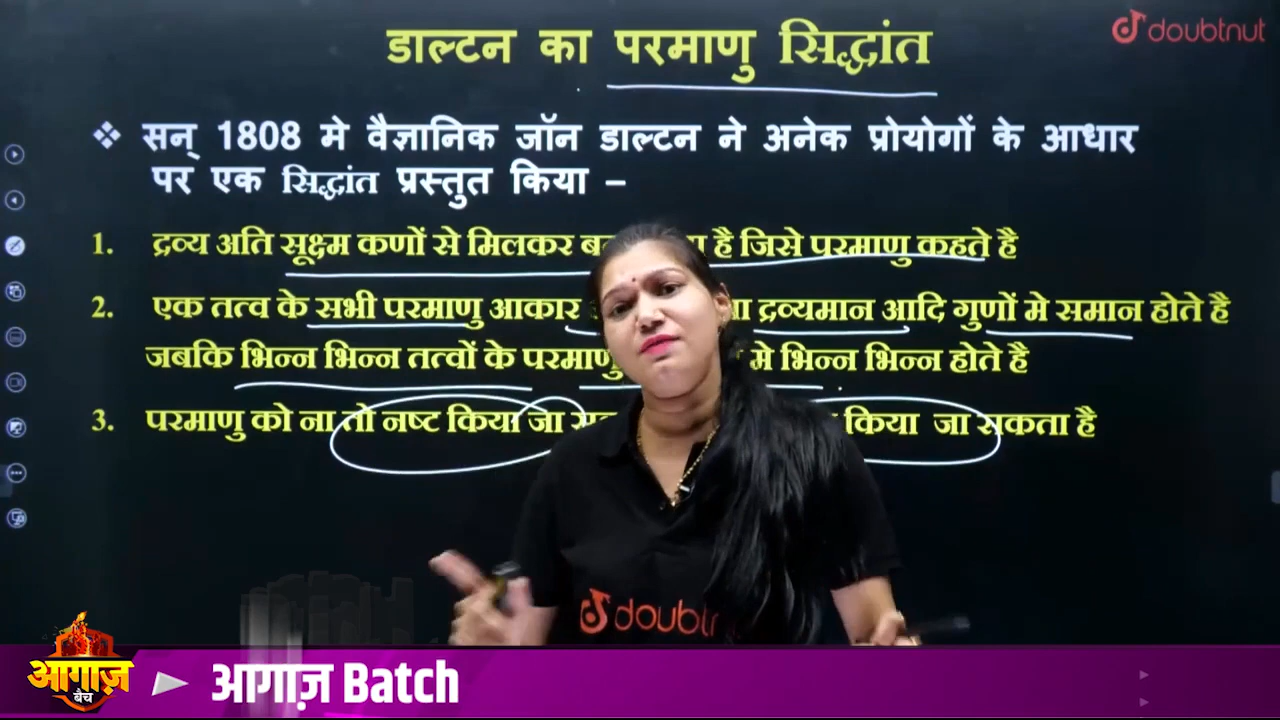 डाल्टन का परमाणु सिद्धांत
doubtnut
❖ सन् 1808 मे वैज्ञानिक जॉन डाल्टन ने अनेक प्रोयोगों के आधार
पर एक सिद्धांत प्रस्तुत किया –
1. द्रव्य अति सूक्ष्म कणों से मिलकर है जिसे परमाणु कहते है
2. एक तत्व के सभी परमाणु आकार द्रव्यमान आदि गुणों मे समान होते है
जबकि भिन्न भिन्न तत्वों के परमाणु मे भिन्न भिन्न होते है
3. परमाणु को ना तो नष्ट किया जा किया जा सकता है
doubtn
आगाज़
बैच
आगाज़ Batch